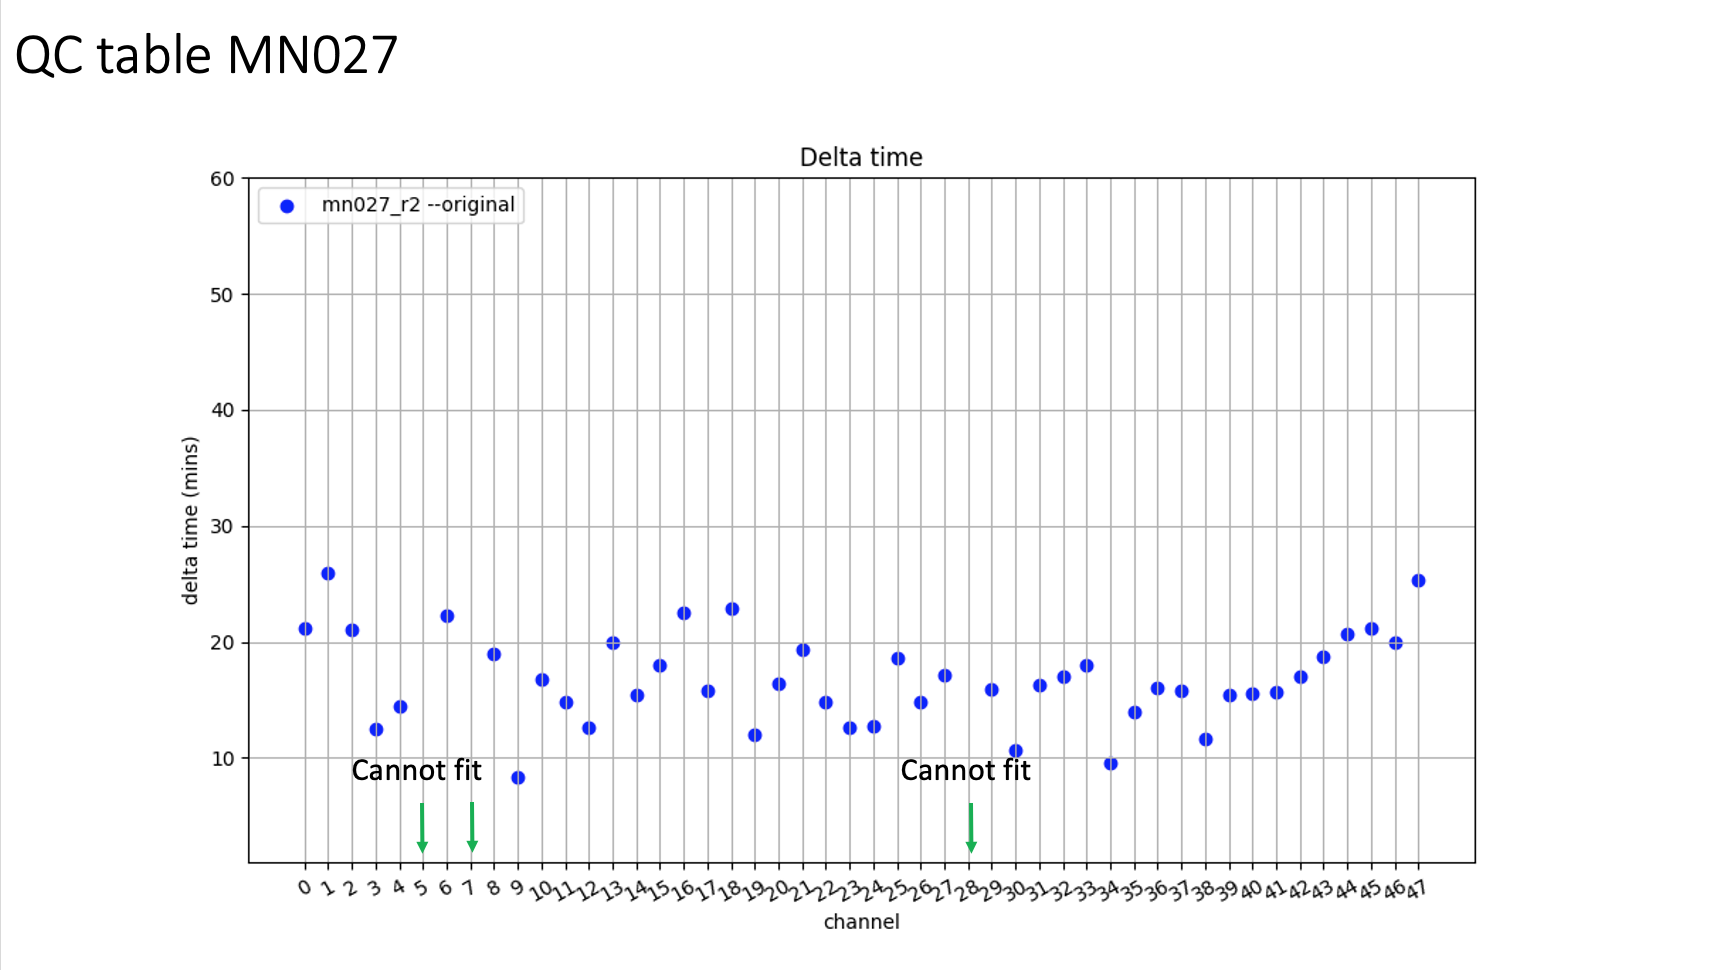 QC table MN027
Delta time
60
mn027_r2 --original
50
40
30
20
10
delta time (mins)
Cannot fit
Cannot fit
0 1 2 3 4 5 6 7 8 9 10 11 12 13 14 15 16 17 18 19 20 21 22 23 24 25 26 27 28 29 30 31 32 33 34 35 36 37 38 39 40 41 42 43 44 45 46 47
channel